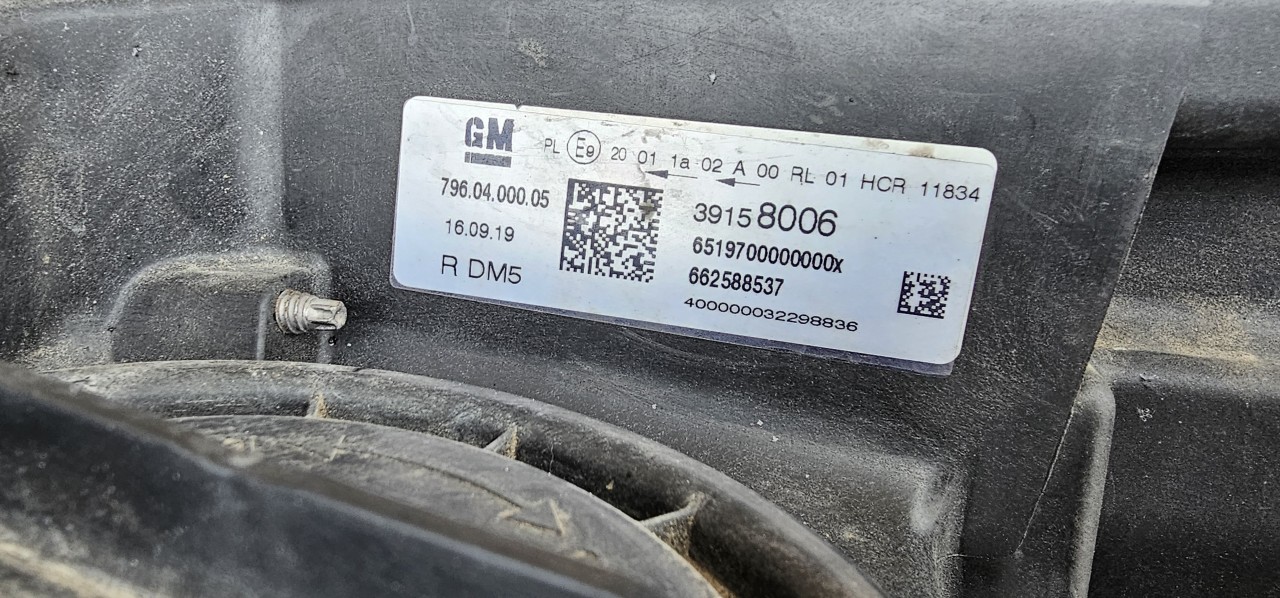 GM
PL E9 20 01 1a 02 A 00 RL 01 HCR 11834
796.04.000.05
16.09.19
R DM5
39158006
6519700000000x
662588537
400000032298836